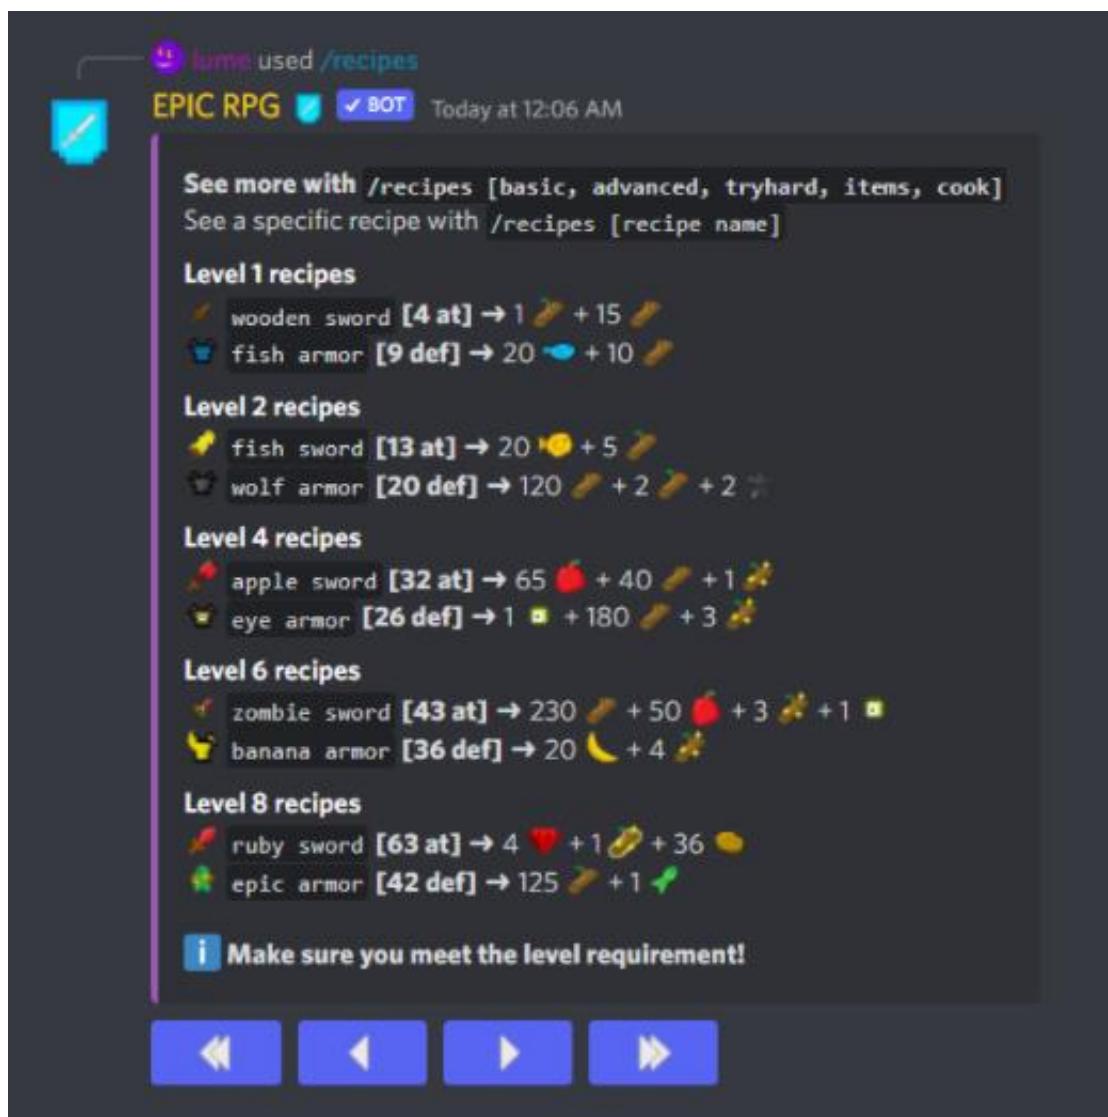 lume used /recipes
EPIC RPG ✓ BOT Today at 12:06 AM
See more with /recipes [basic, advanced, tryhard, items, cook]
See a specific recipe with /recipes [recipe name]
Level 1 recipes
wooden sword [4 at] → 1 + 15
fish armor [9 def] → 20 + 10
Level 2 recipes
fish sword [13 at] → 20 + 5
wolf armor [20 def] → 120 + 2 + 2
Level 4 recipes
apple sword [32 at] → 65 + 40 + 1
eye armor [26 def] → 1 + 180 + 3
Level 6 recipes
zombie sword [43 at] → 230 + 50 + 3 + 1
banana armor [36 def] → 20 + 4
Level 8 recipes
ruby sword [63 at] → 4 + 1 + 36
epic armor [42 def] → 125 + 1
i Make sure you meet the level requirement!